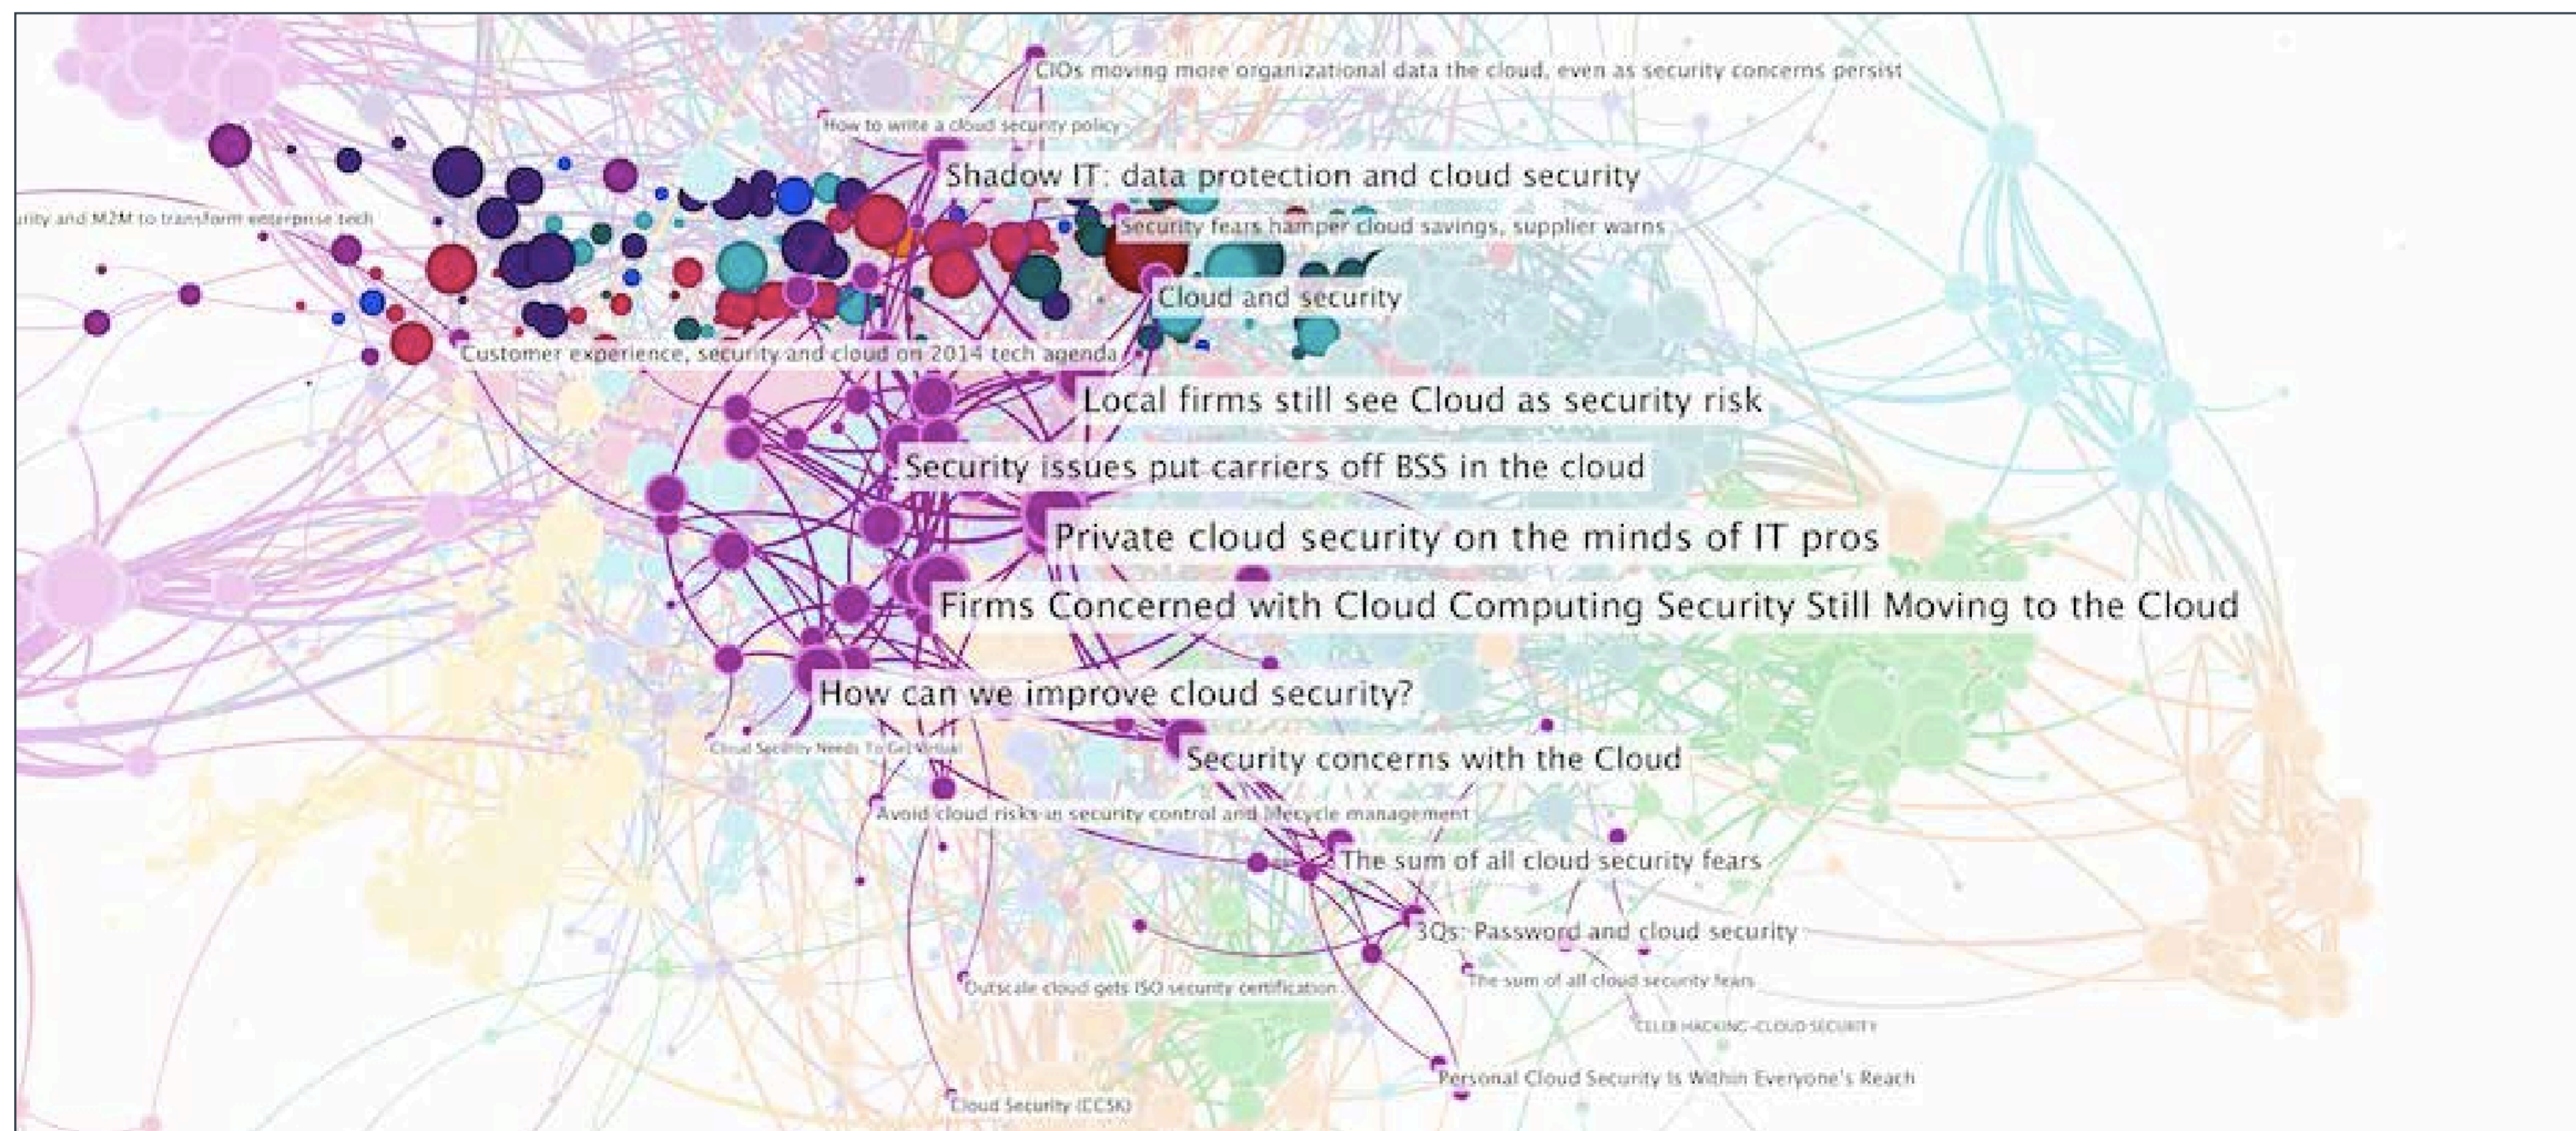 CIOs moving more organizational data the cloud, even as security concerns persist
How to write a cloud security policy
Shadow IT: data protection and cloud security
urity and M2M to transform enterprise tech
Security fears hamper cloud savings, supplier warns
Cloud and security
Customer experience, security and cloud on 2014 tech agenda
Local firms still see Cloud as security risk
Security issues put carriers off BSS in the cloud
Private cloud security on the minds of IT pros
Firms Concerned with Cloud Computing Security Still Moving to the Cloud
How can we improve cloud security?
Cloud Security Needs To Get Virtual
Security concerns with the Cloud
Avoid cloud risks in security control and lifecycle management
The sum of all cloud security fears
3Qs: Password and cloud security
The sum of all cloud security fears
Outscale cloud gets ISO security certification
CELEB HACKING-CLOUD SECURITY
Personal Cloud Security Is Within Everyone's Reach
Cloud Security (CCSK)